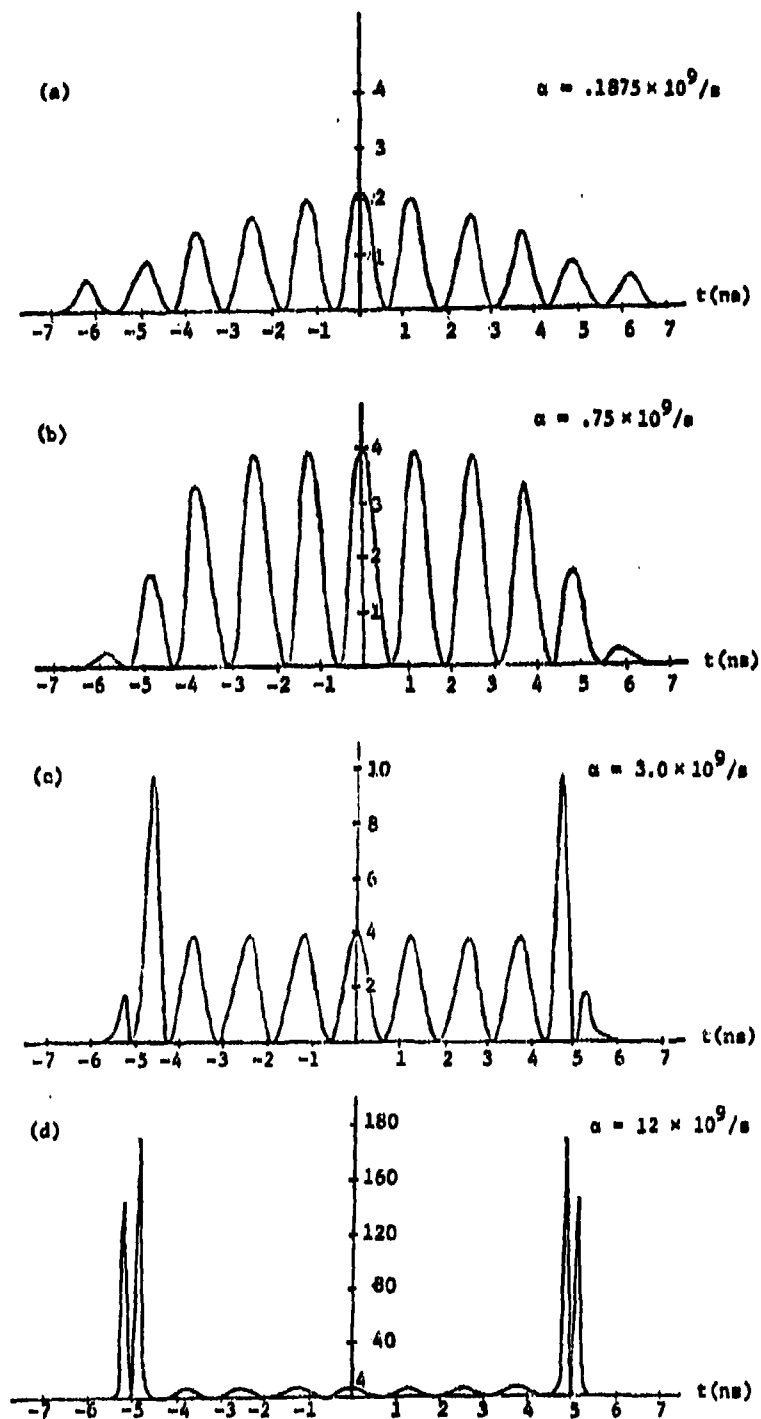 (a)
α = .1875 × 10⁹/s
4
3
2
1
t(ns)
-7 -6 -5 -4 -3 -2 -1 1 2 3 4 5 6 7
(b)
α = .75 × 10⁹/s
4
3
2
1
t(ns)
-7 -6 -5 -4 -3 -2 -1 1 2 3 4 5 6 7
(c)
α = 3.0 × 10⁹/s
10
8
6
4
2
t(ns)
-7 -6 -5 -4 -3 -2 -1 1 2 3 4 5 6 7
(d)
α = 12 × 10⁹/s
180
160
120
80
40
4
t(ns)
-7 -6 -5 -4 -3 -2 -1 1 2 3 4 5 6 7